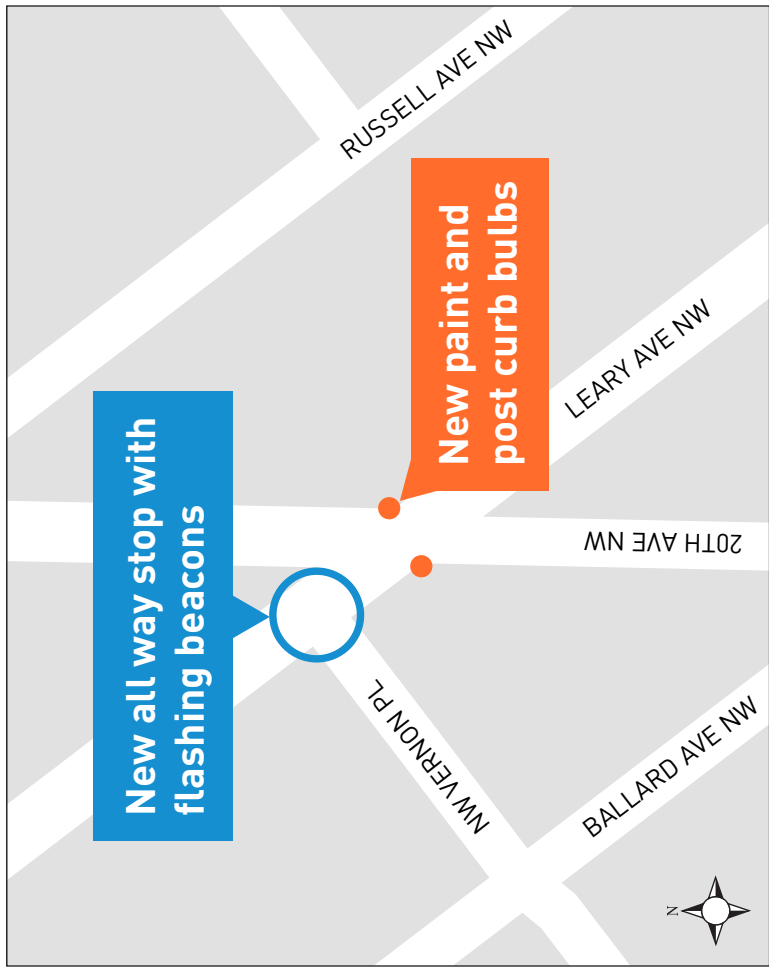 RUSSELL AVE NW
New paint and
post curb bulbs
LEARY AVE NW
New all way stop with
flashing beacons
20TH AVE NW
NW VERNON PL
BALLARD AVE NW
N